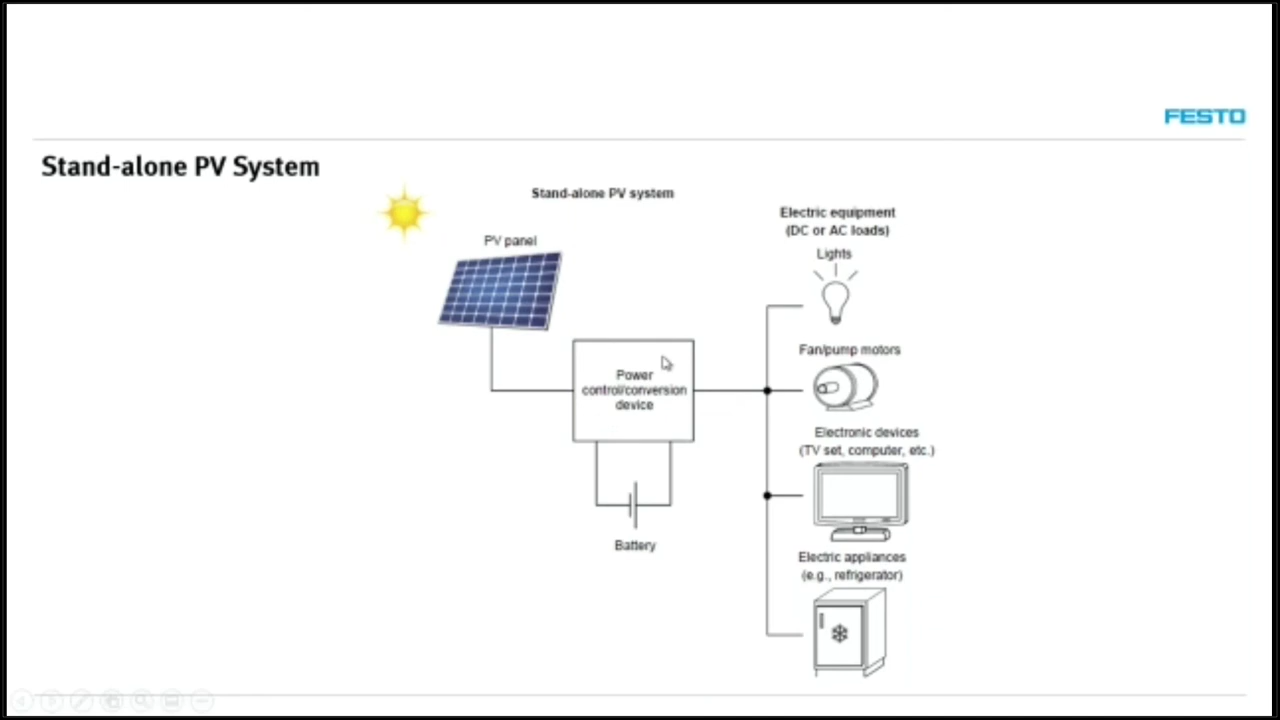 FESTO
Stand-alone PV System
Stand-alone PV system
Electric equipment
(DC or AC loads)
Lights
PV panel
Fan/pump motors
Power
control/conversion
device
Electronic devices
(TV set, computer, etc.)
Battery
Electric appliances
(e.g., refrigerator)